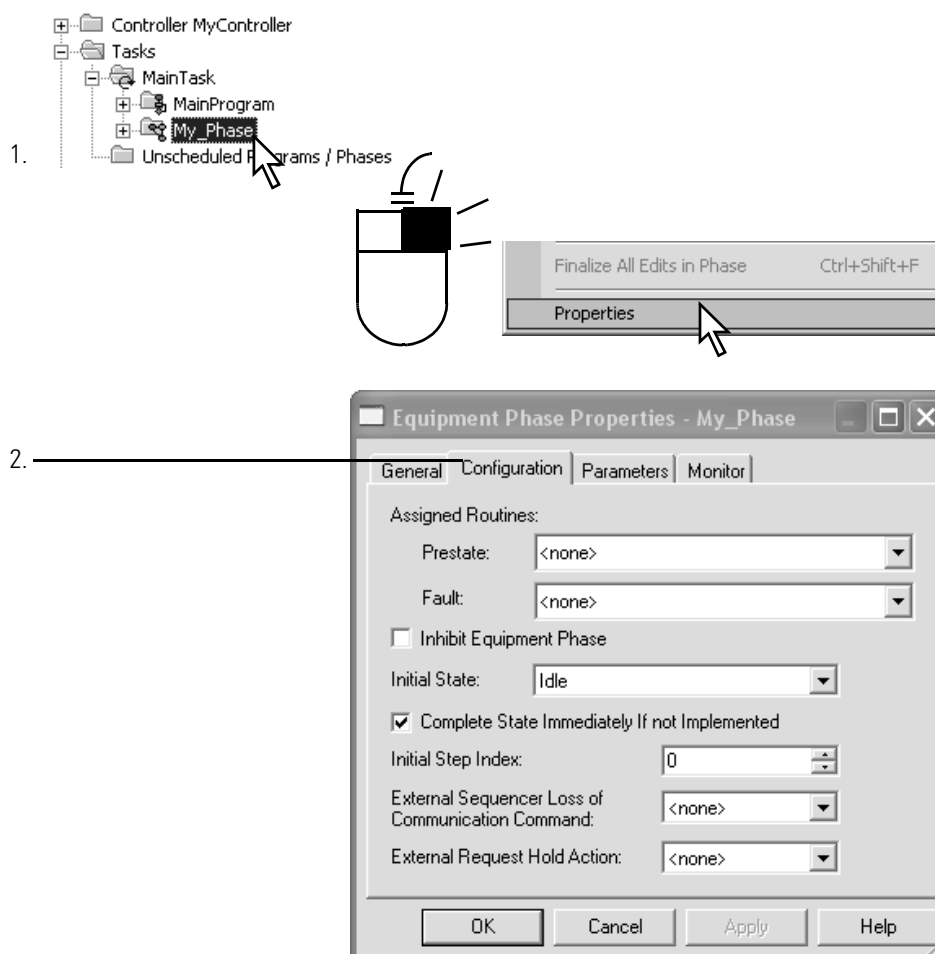 Controller MyController
Tasks
MainTask
MainProgram
My_Phase
1.
Unscheduled Programs / Phases
Finalize All Edits in Phase Ctrl+Shift+F
Properties
Equipment Phase Properties - My_Phase
2.
General Configuration Parameters Monitor
Assigned Routines:
Prestate: <none>
Fault: <none>
Inhibit Equipment Phase
Initial State: Idle
Complete State Immediately If not Implemented
Initial Step Index: 0
External Sequencer Loss of
Communication Command: <none>
External Request Hold Action: <none>
OK Cancel Apply Help